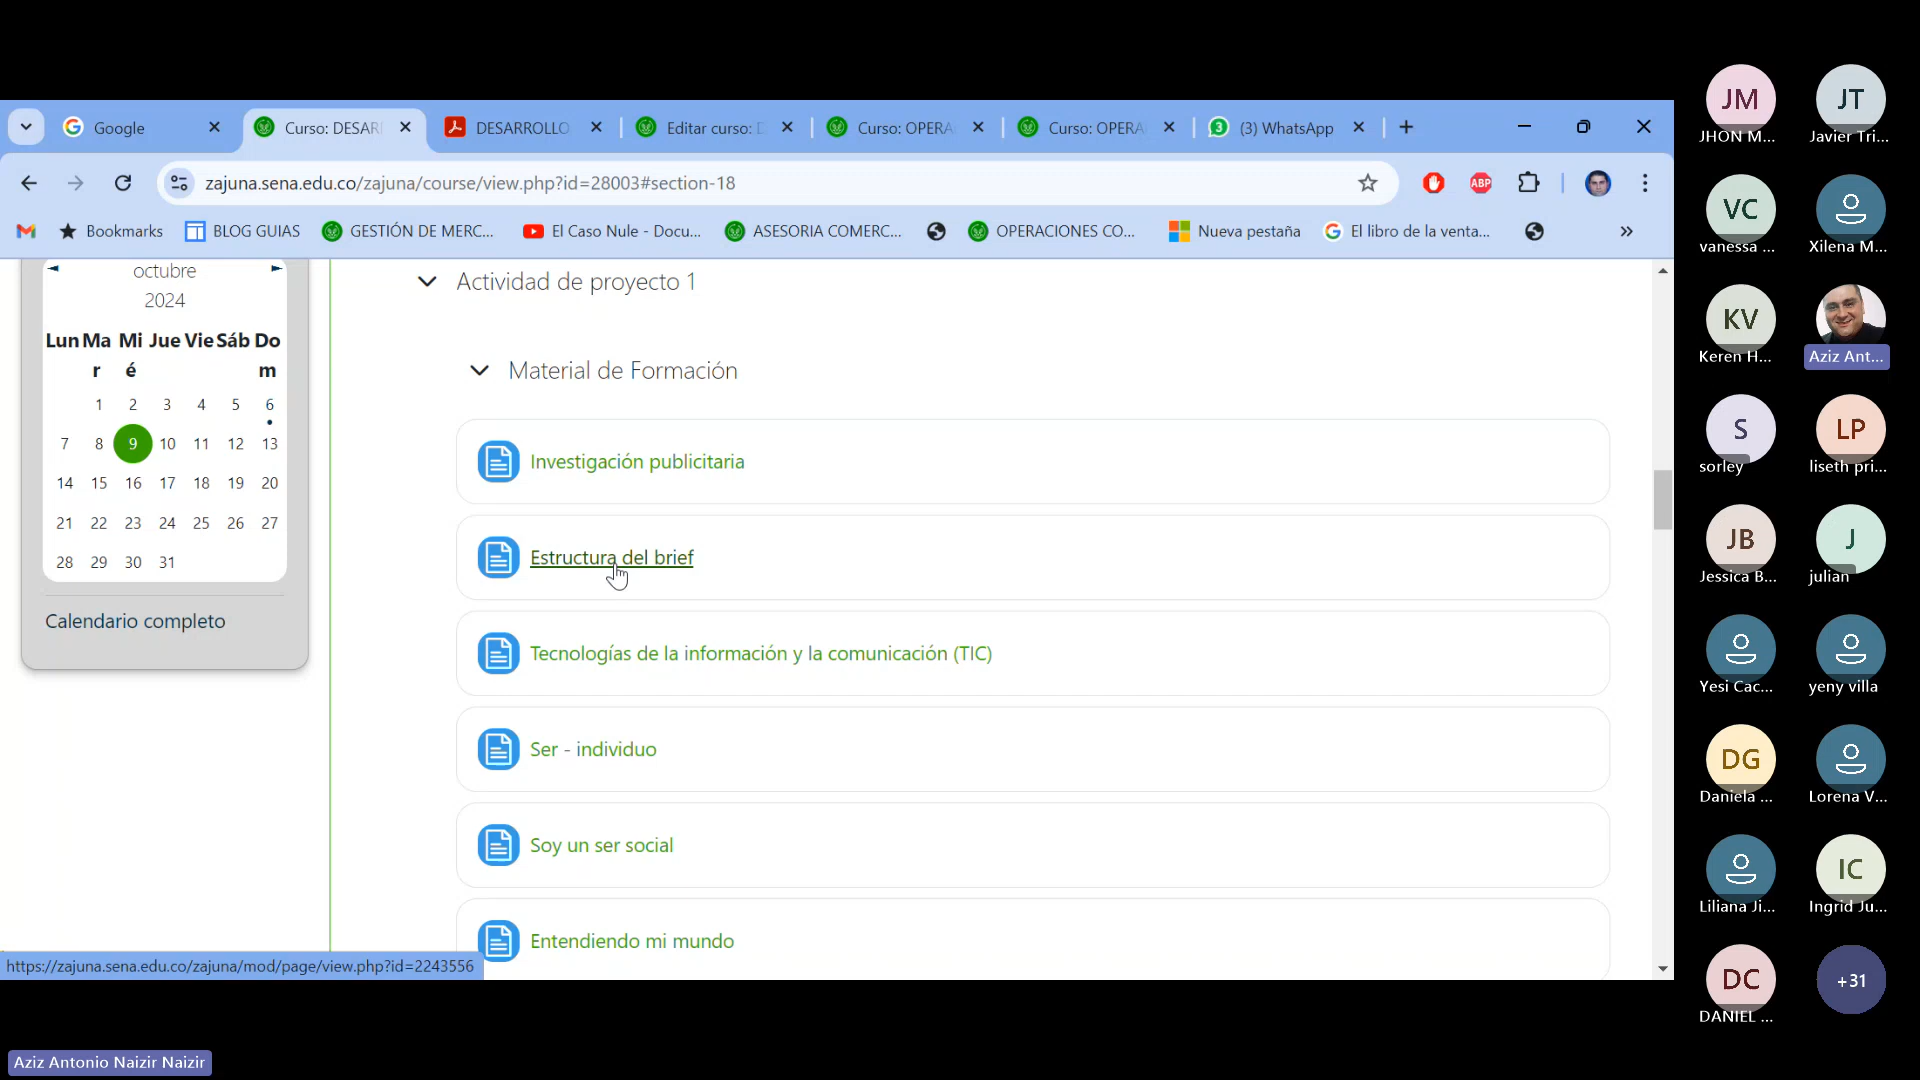 Google
Curso: DESARR
DESARROLLO
Editar curso: D
Curso: OPERA
Curso: OPERA
(3) WhatsApp
zajuna.sena.edu.co/zajuna/course/view.php?id=28003#section-18
ABP
Bookmarks
BLOG GUIAS
GESTIÓN DE MERC...
El Caso Nule - Docu...
ASESORIA COMERC...
OPERACIONES CO...
Nueva pestaña
El libro de la venta...
octubre
2024
Lun Ma Mi Jue Vie Sáb Do
r é m
1 2 3 4 5 6
7 8 9 10 11 12 13
14 15 16 17 18 19 20
21 22 23 24 25 26 27
28 29 30 31
Calendario completo
Actividad de proyecto 1
Material de Formación
Investigación publicitaria
Estructura del brief
Tecnologías de la información y la comunicación (TIC)
Ser - individuo
Soy un ser social
Entendiendo mi mundo
https://zajuna.sena.edu.co/zajuna/mod/page/view.php?id=2243556
JM
JHON M...
JT
Javier Tri...
VC
vanessa ...
Xilena M...
KV
Keren H...
Aziz Ant...
S
sorley
LP
liseth pri...
JB
Jessica B...
J
julian
Yesi Cac...
yeny villa
DG
Daniela ...
Lorena V...
Liliana Ji...
IC
Ingrid Ju...
DC
DANIEL ...
+31
Aziz Antonio Naizir Naizir